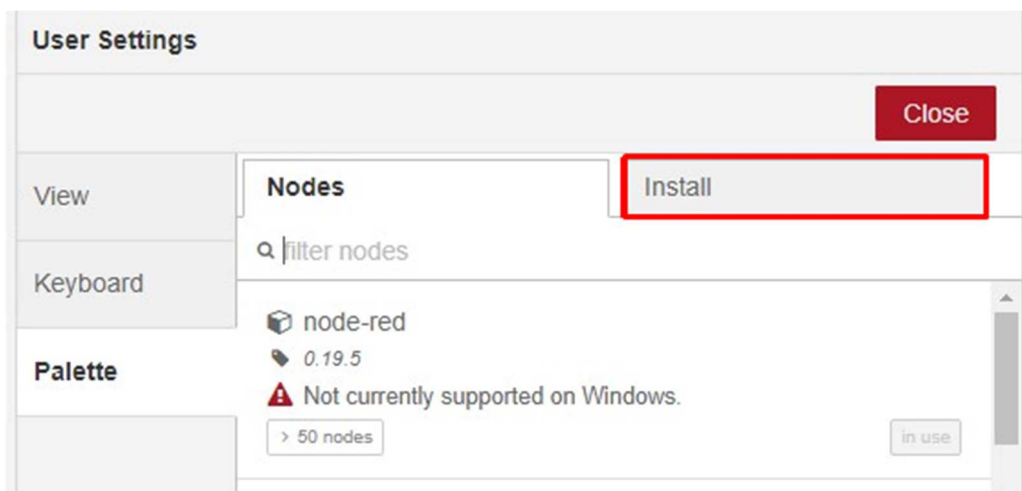 User Settings
Close
View
Nodes
Install
filter nodes
Keyboard
node-red
0.19.5
Palette
Not currently supported on Windows.
> 50 nodes
in use